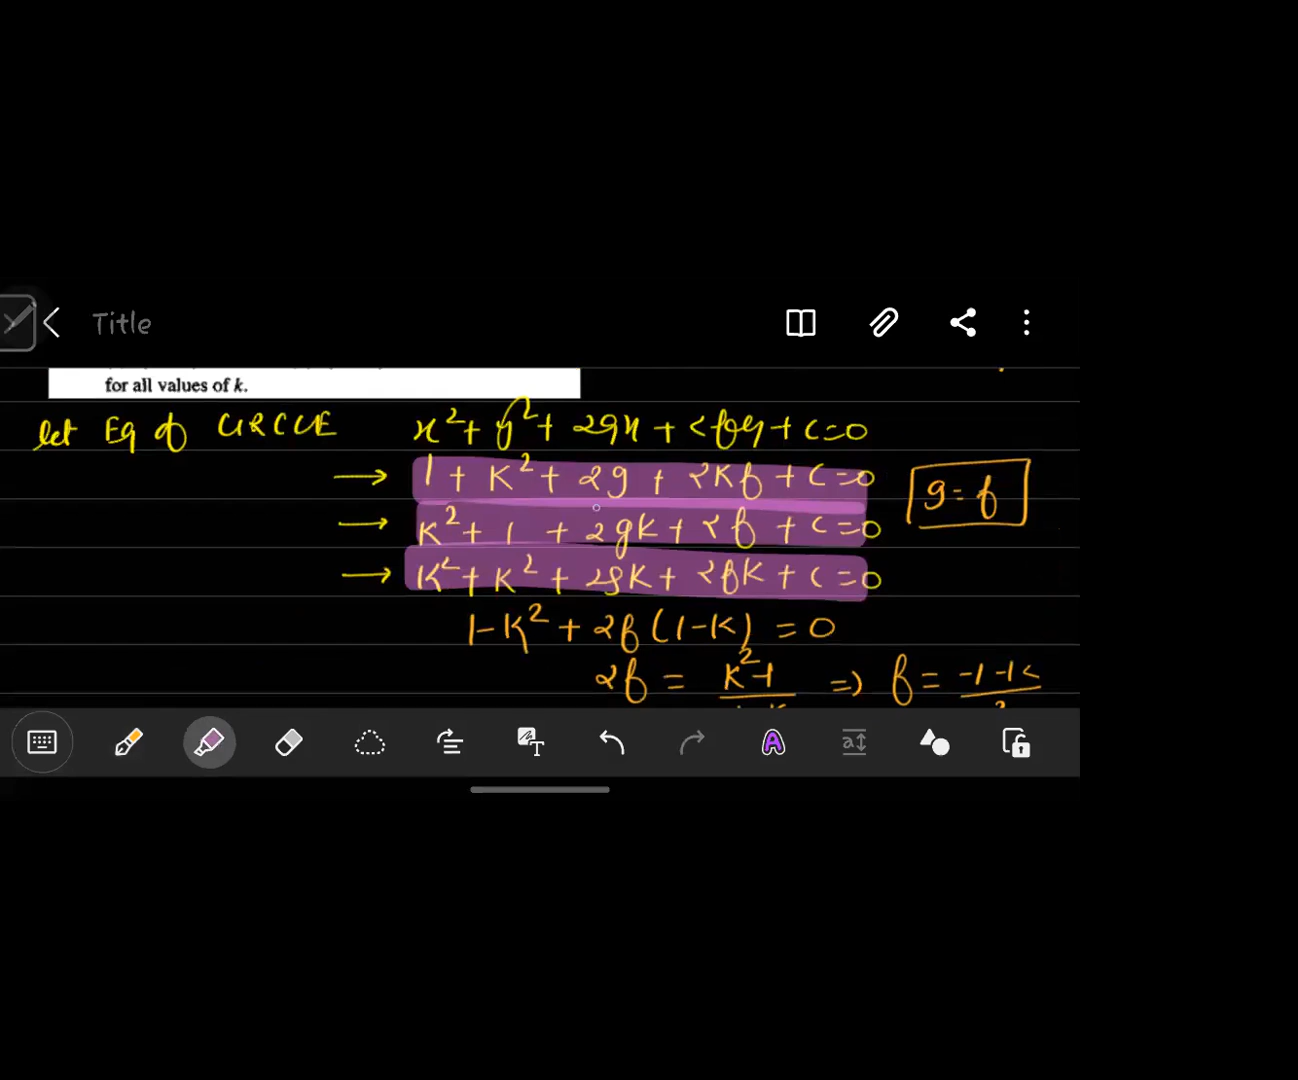 Title
for all values of k.
let Eq of CIRCLE x²+ y²+ 2gx + 2fy + c=0
→ 1 + K² + 2g + 2Kf + c=0 g=f
→ K² + 1 + 2gK + 2f + c=0
→ K² + K² + 2gK + 2fK + c=0
1-K² + 2f(1-K) = 0
2f = K²-1 ⇒ f = -1-K